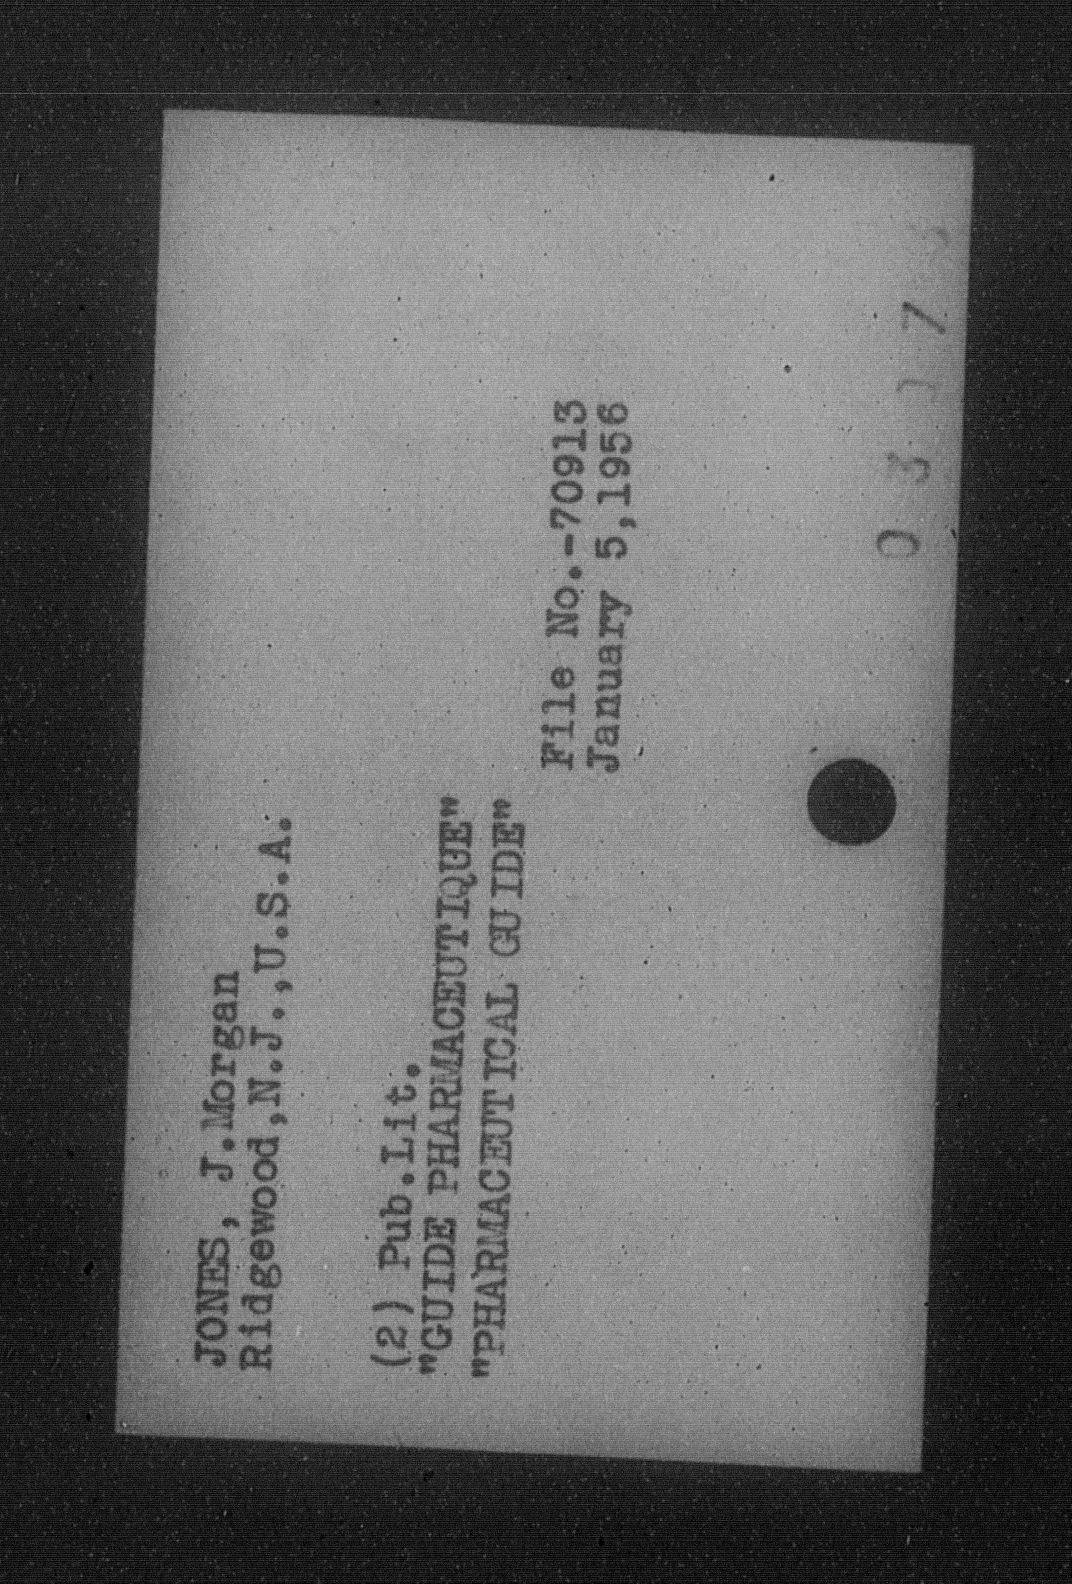 JONES, J.Morgan
Ridgewood,N.J.,U.S.A.
(2) Pub.Lit.
"GUIDE PHARMACEUTIQUE"
"PHARMACEUTICAL GUIDE"
File No.-70913
January 5,1956